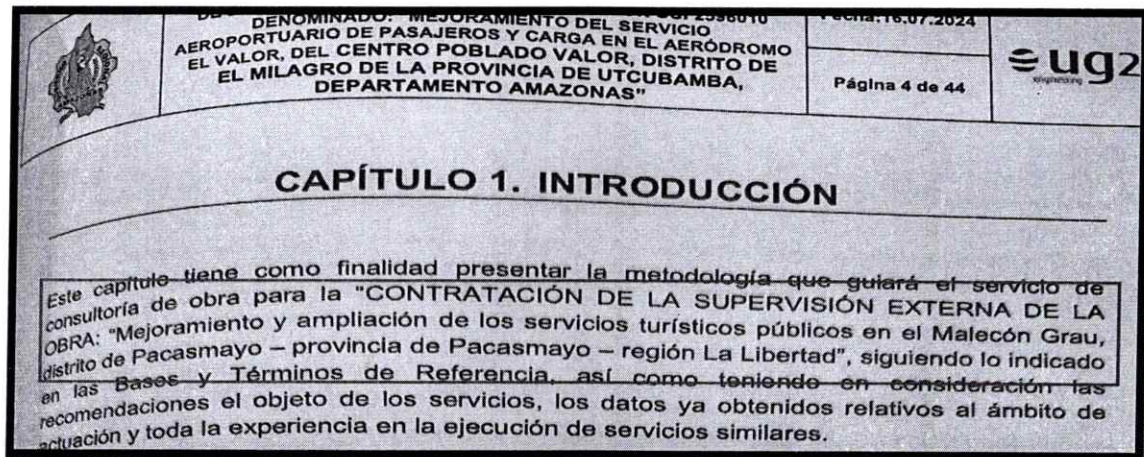 2596010
DENOMINADO: "MEJORAMIENTO DEL SERVICIO
AEROPORTUARIO DE PASAJEROS Y CARGA EN EL AERÓDROMO
EL VALOR, DEL CENTRO POBLADO VALOR, DISTRITO DE
EL MILAGRO DE LA PROVINCIA DE UTCUBAMBA,
DEPARTAMENTO AMAZONAS"
Fecha:16.07.2024
Página 4 de 44
ug2
engineering
CAPÍTULO 1. INTRODUCCIÓN
Este capítulo tiene como finalidad presentar la metodología que guiará el servicio de
consultoría de obra para la "CONTRATACIÓN DE LA SUPERVISIÓN EXTERNA DE LA
OBRA: "Mejoramiento y ampliación de los servicios turísticos públicos en el Malecón Grau,
distrito de Pacasmayo – provincia de Pacasmayo – región La Libertad", siguiendo lo indicado
en las Bases y Términos de Referencia, así como teniendo en consideración las
recomendaciones el objeto de los servicios, los datos ya obtenidos relativos al ámbito de
actuación y toda la experiencia en la ejecución de servicios similares.